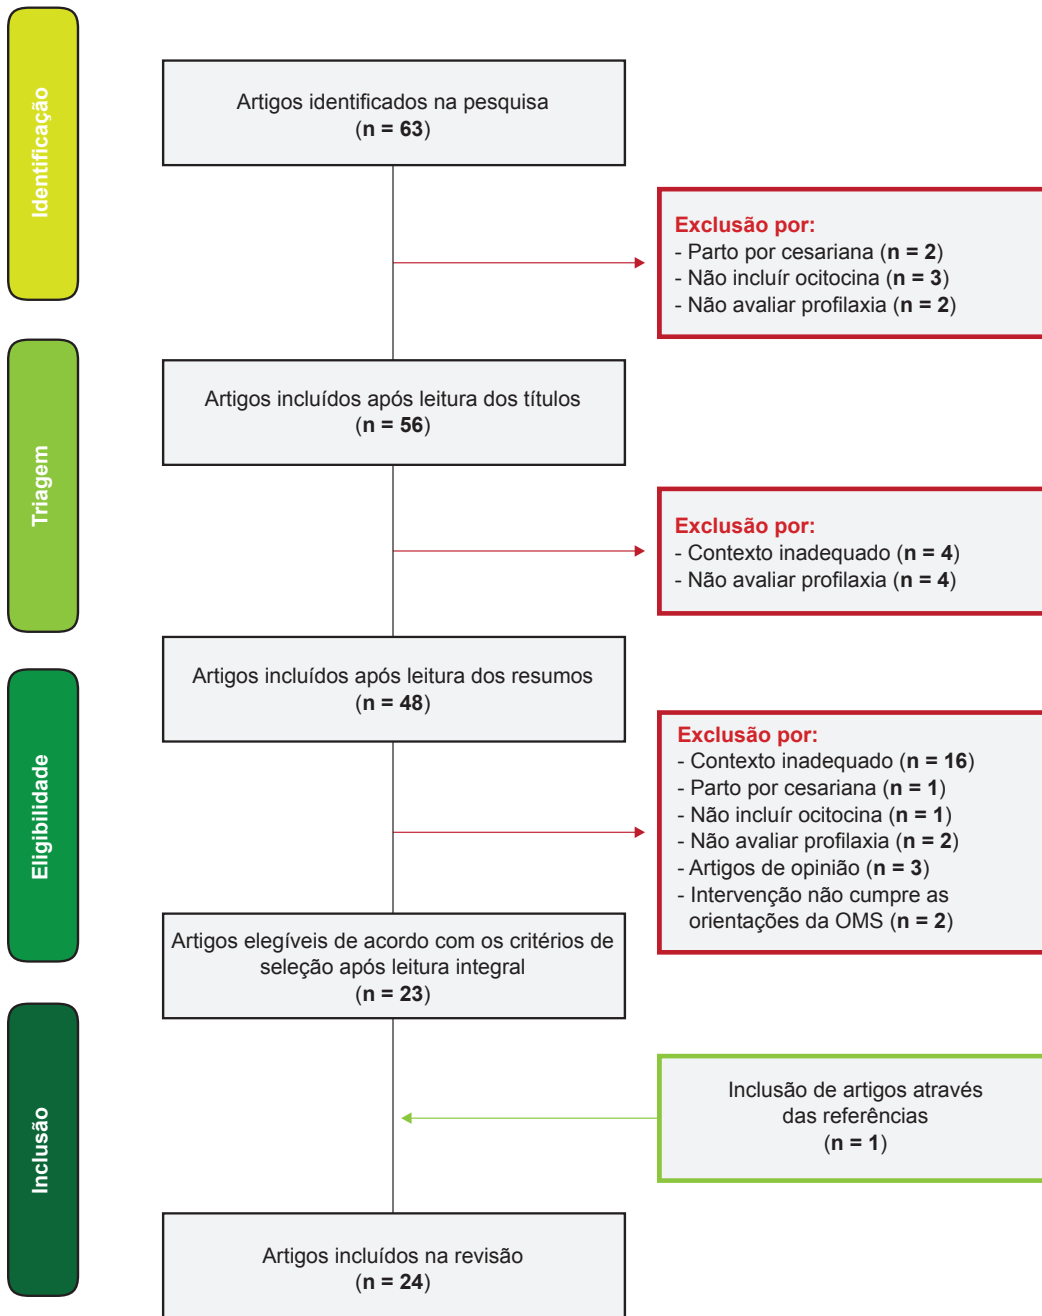 Identificação
Artigos identificados na pesquisa
(n = 63)
Exclusão por:
- Parto por cesariana (n = 2)
- Não incluír ocitocina (n = 3)
- Não avaliar profilaxia (n = 2)
Triagem
Artigos incluídos após leitura dos títulos
(n = 56)
Exclusão por:
- Contexto inadequado (n = 4)
- Não avaliar profilaxia (n = 4)
Eligibilidade
Artigos incluídos após leitura dos resumos
(n = 48)
Exclusão por:
- Contexto inadequado (n = 16)
- Parto por cesariana (n = 1)
- Não incluír ocitocina (n = 1)
- Não avaliar profilaxia (n = 2)
- Artigos de opinião (n = 3)
- Intervenção não cumpre as
orientações da OMS (n = 2)
Artigos elegíveis de acordo com os critérios de
seleção após leitura integral
(n = 23)
Inclusão
Inclusão de artigos através
das referências
(n = 1)
Artigos incluídos na revisão
(n = 24)